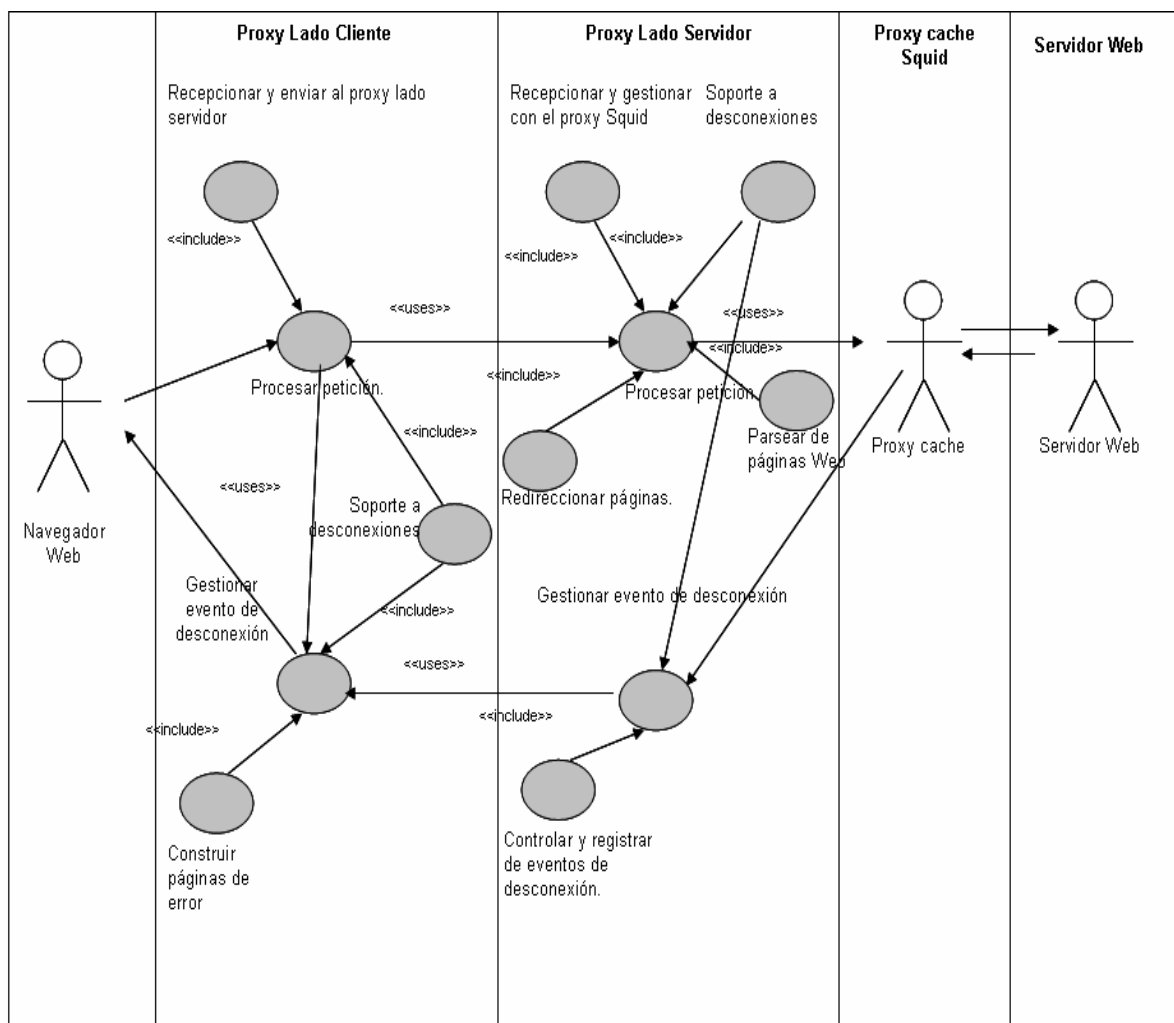 Proxy Lado Cliente
Proxy Lado Servidor
Proxy cache
Squid
Servidor Web
Recepcionar y enviar al proxy lado
servidor
Recepcionar y gestionar
con el proxy Squid
Soporte a
desconexiones
<<include>>
<<include>>
<<include>>
<<uses>>
<<uses>>
<<include>>
<<include>>
Procesar petición.
Procesar petición
<<include>>
Parsear de
páginas Web
Proxy cache
Servidor Web
<<uses>>
Redireccionar páginas.
Soporte a
desconexiones
Navegador
Web
Gestionar
evento de
desconexión
Gestionar evento de desconexión
<<include>>
<<uses>>
<<include>>
<<include>>
Construir
páginas de
error
Controlar y registrar
de eventos de
desconexión.